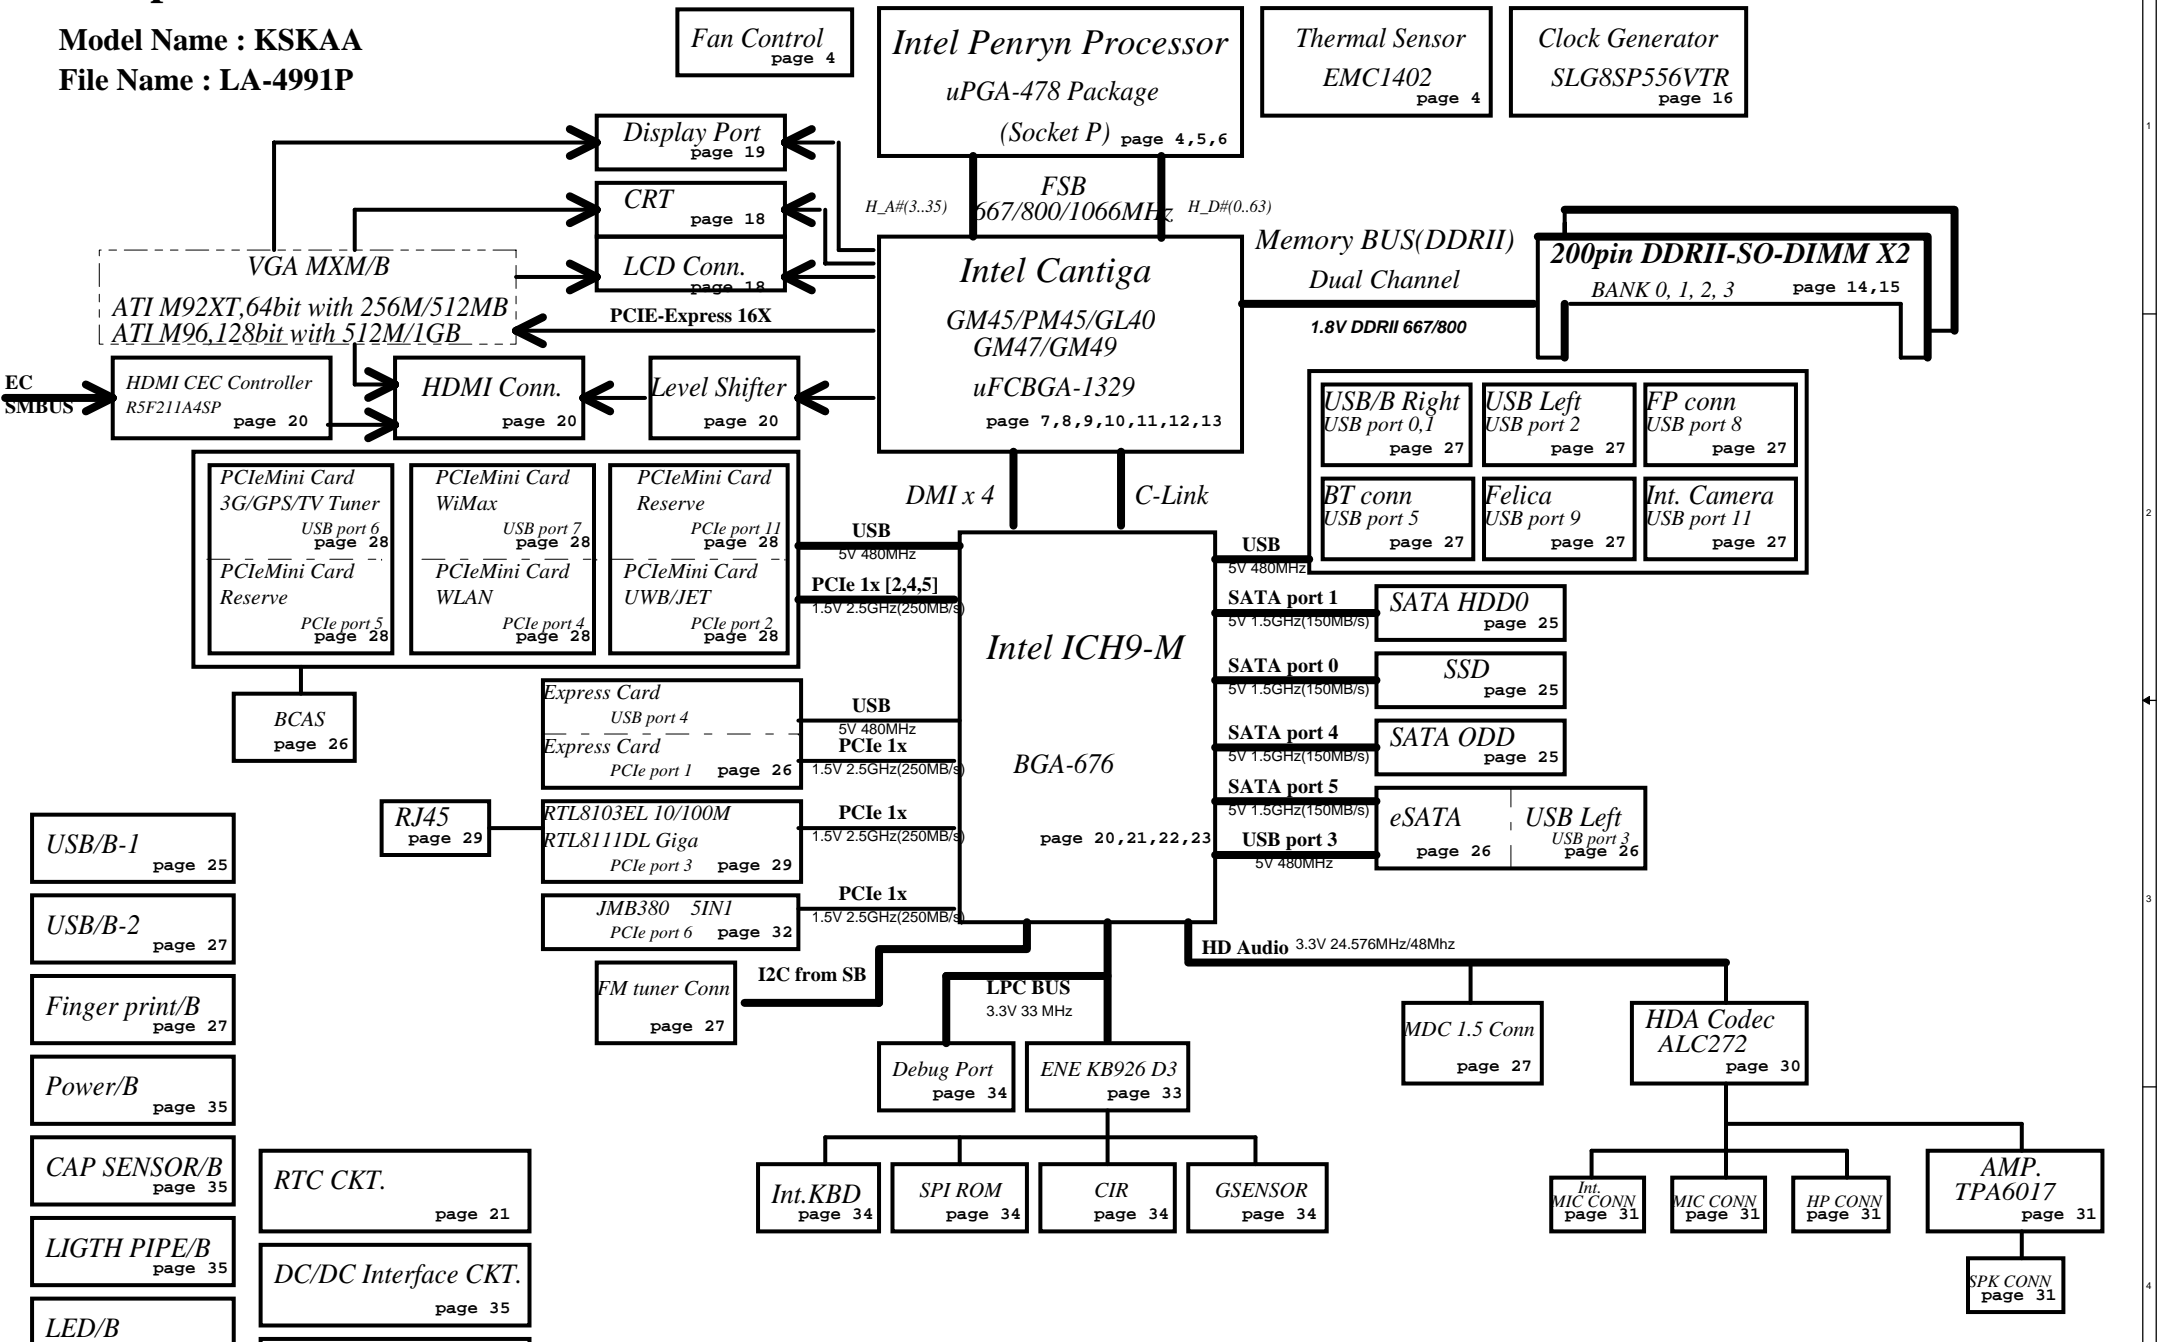 Model Name : KSKAA
File Name : LA-4991P
Fan Control
page 4
Intel Penryn Processor
uPGA-478 Package
(Socket P) page 4,5,6
Thermal Sensor
EMC1402
page 4
Clock Generator
SLG8SP556VTR
page 16
Display Port
page 19
CRT
page 18
LCD Conn.
page 18
FSB
667/800/1066MHz
H_A#(3..35)
H_D#(0..63)
VGA MXM/B
ATI M92XT,64bit with 256M/512MB
ATI M96,128bit with 512M/1GB
PCIE-Express 16X
Intel Cantiga
GM45/PM45/GL40
GM47/GM49
uFCBGA-1329
page 7,8,9,10,11,12,13
Memory BUS(DDRII)
Dual Channel
1.8V DDRII 667/800
200pin DDRII-SO-DIMM X2
BANK 0, 1, 2, 3 page 14,15
EC
SMBUS
HDMI CEC Controller
R5F211A4SP
page 20
HDMI Conn.
page 20
Level Shifter
page 20
USB/B Right
USB port 0,1
page 27
USB Left
USB port 2
page 27
FP conn
USB port 8
page 27
BT conn
USB port 5
page 27
Felica
USB port 9
page 27
Int. Camera
USB port 11
page 27
PCIeMini Card
3G/GPS/TV Tuner
USB port 6
page 28
PCIeMini Card
WiMax
USB port 7
page 28
PCIeMini Card
Reserve
PCIe port 11
page 28
PCIeMini Card
Reserve
PCIe port 5
page 28
PCIeMini Card
WLAN
PCIe port 4
page 28
PCIeMini Card
UWB/JET
PCIe port 2
page 28
DMI x 4
C-Link
USB
5V 480MHz
PCIe 1x [2,4,5]
1.5V 2.5GHz(250MB/s)
USB
5V 480MHz
Intel ICH9-M
BGA-676
page 20,21,22,23
SATA port 1
5V 1.5GHz(150MB/s)
SATA HDD0
page 25
SATA port 0
5V 1.5GHz(150MB/s)
SSD
page 25
SATA port 4
5V 1.5GHz(150MB/s)
SATA ODD
page 25
SATA port 5
5V 1.5GHz(150MB/s)
USB port 3
5V 480MHz
eSATA
page 26
USB Left
USB port 3
page 26
BCAS
page 26
Express Card
USB port 4
Express Card
PCIe port 1 page 26
USB
5V 480MHz
PCIe 1x
1.5V 2.5GHz(250MB/s)
RJ45
page 29
RTL8103EL 10/100M
RTL8111DL Giga
PCIe port 3 page 29
PCIe 1x
1.5V 2.5GHz(250MB/s)
JMB380 5IN1
PCIe port 6 page 32
PCIe 1x
1.5V 2.5GHz(250MB/s)
FM tuner Conn
page 27
I2C from SB
LPC BUS
3.3V 33 MHz
HD Audio 3.3V 24.576MHz/48Mhz
Debug Port
page 34
ENE KB926 D3
page 33
MDC 1.5 Conn
page 27
HDA Codec
ALC272
page 30
Int.KBD
page 34
SPI ROM
page 34
CIR
page 34
GSENSOR
page 34
Int.
MIC CONN
page 31
MIC CONN
page 31
HP CONN
page 31
AMP.
TPA6017
page 31
SPK CONN
page 31
USB/B-1
page 25
USB/B-2
page 27
Finger print/B
page 27
Power/B
page 35
CAP SENSOR/B
page 35
LIGTH PIPE/B
page 35
LED/B
RTC CKT.
page 21
DC/DC Interface CKT.
page 35
1
2
3
4